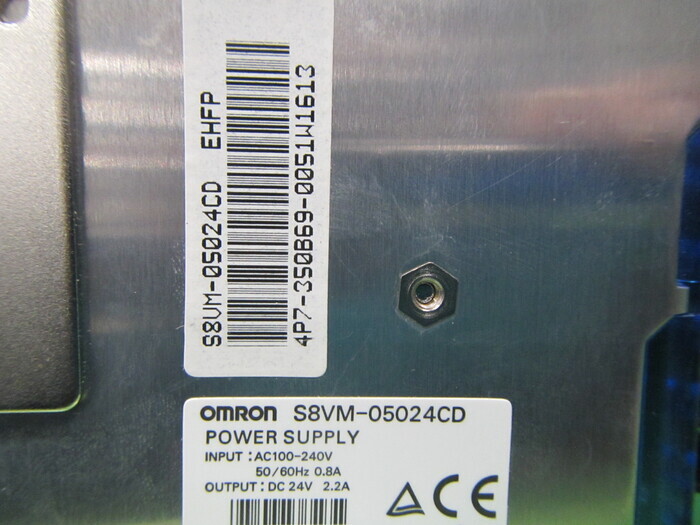 S8VM-05024CD EHFP
4P7-350B69-0051W1613
OMRON S8VM-05024CD
POWER SUPPLY
INPUT : AC100-240V
50/60Hz 0.8A
OUTPUT : DC 24V 2.2A
CE